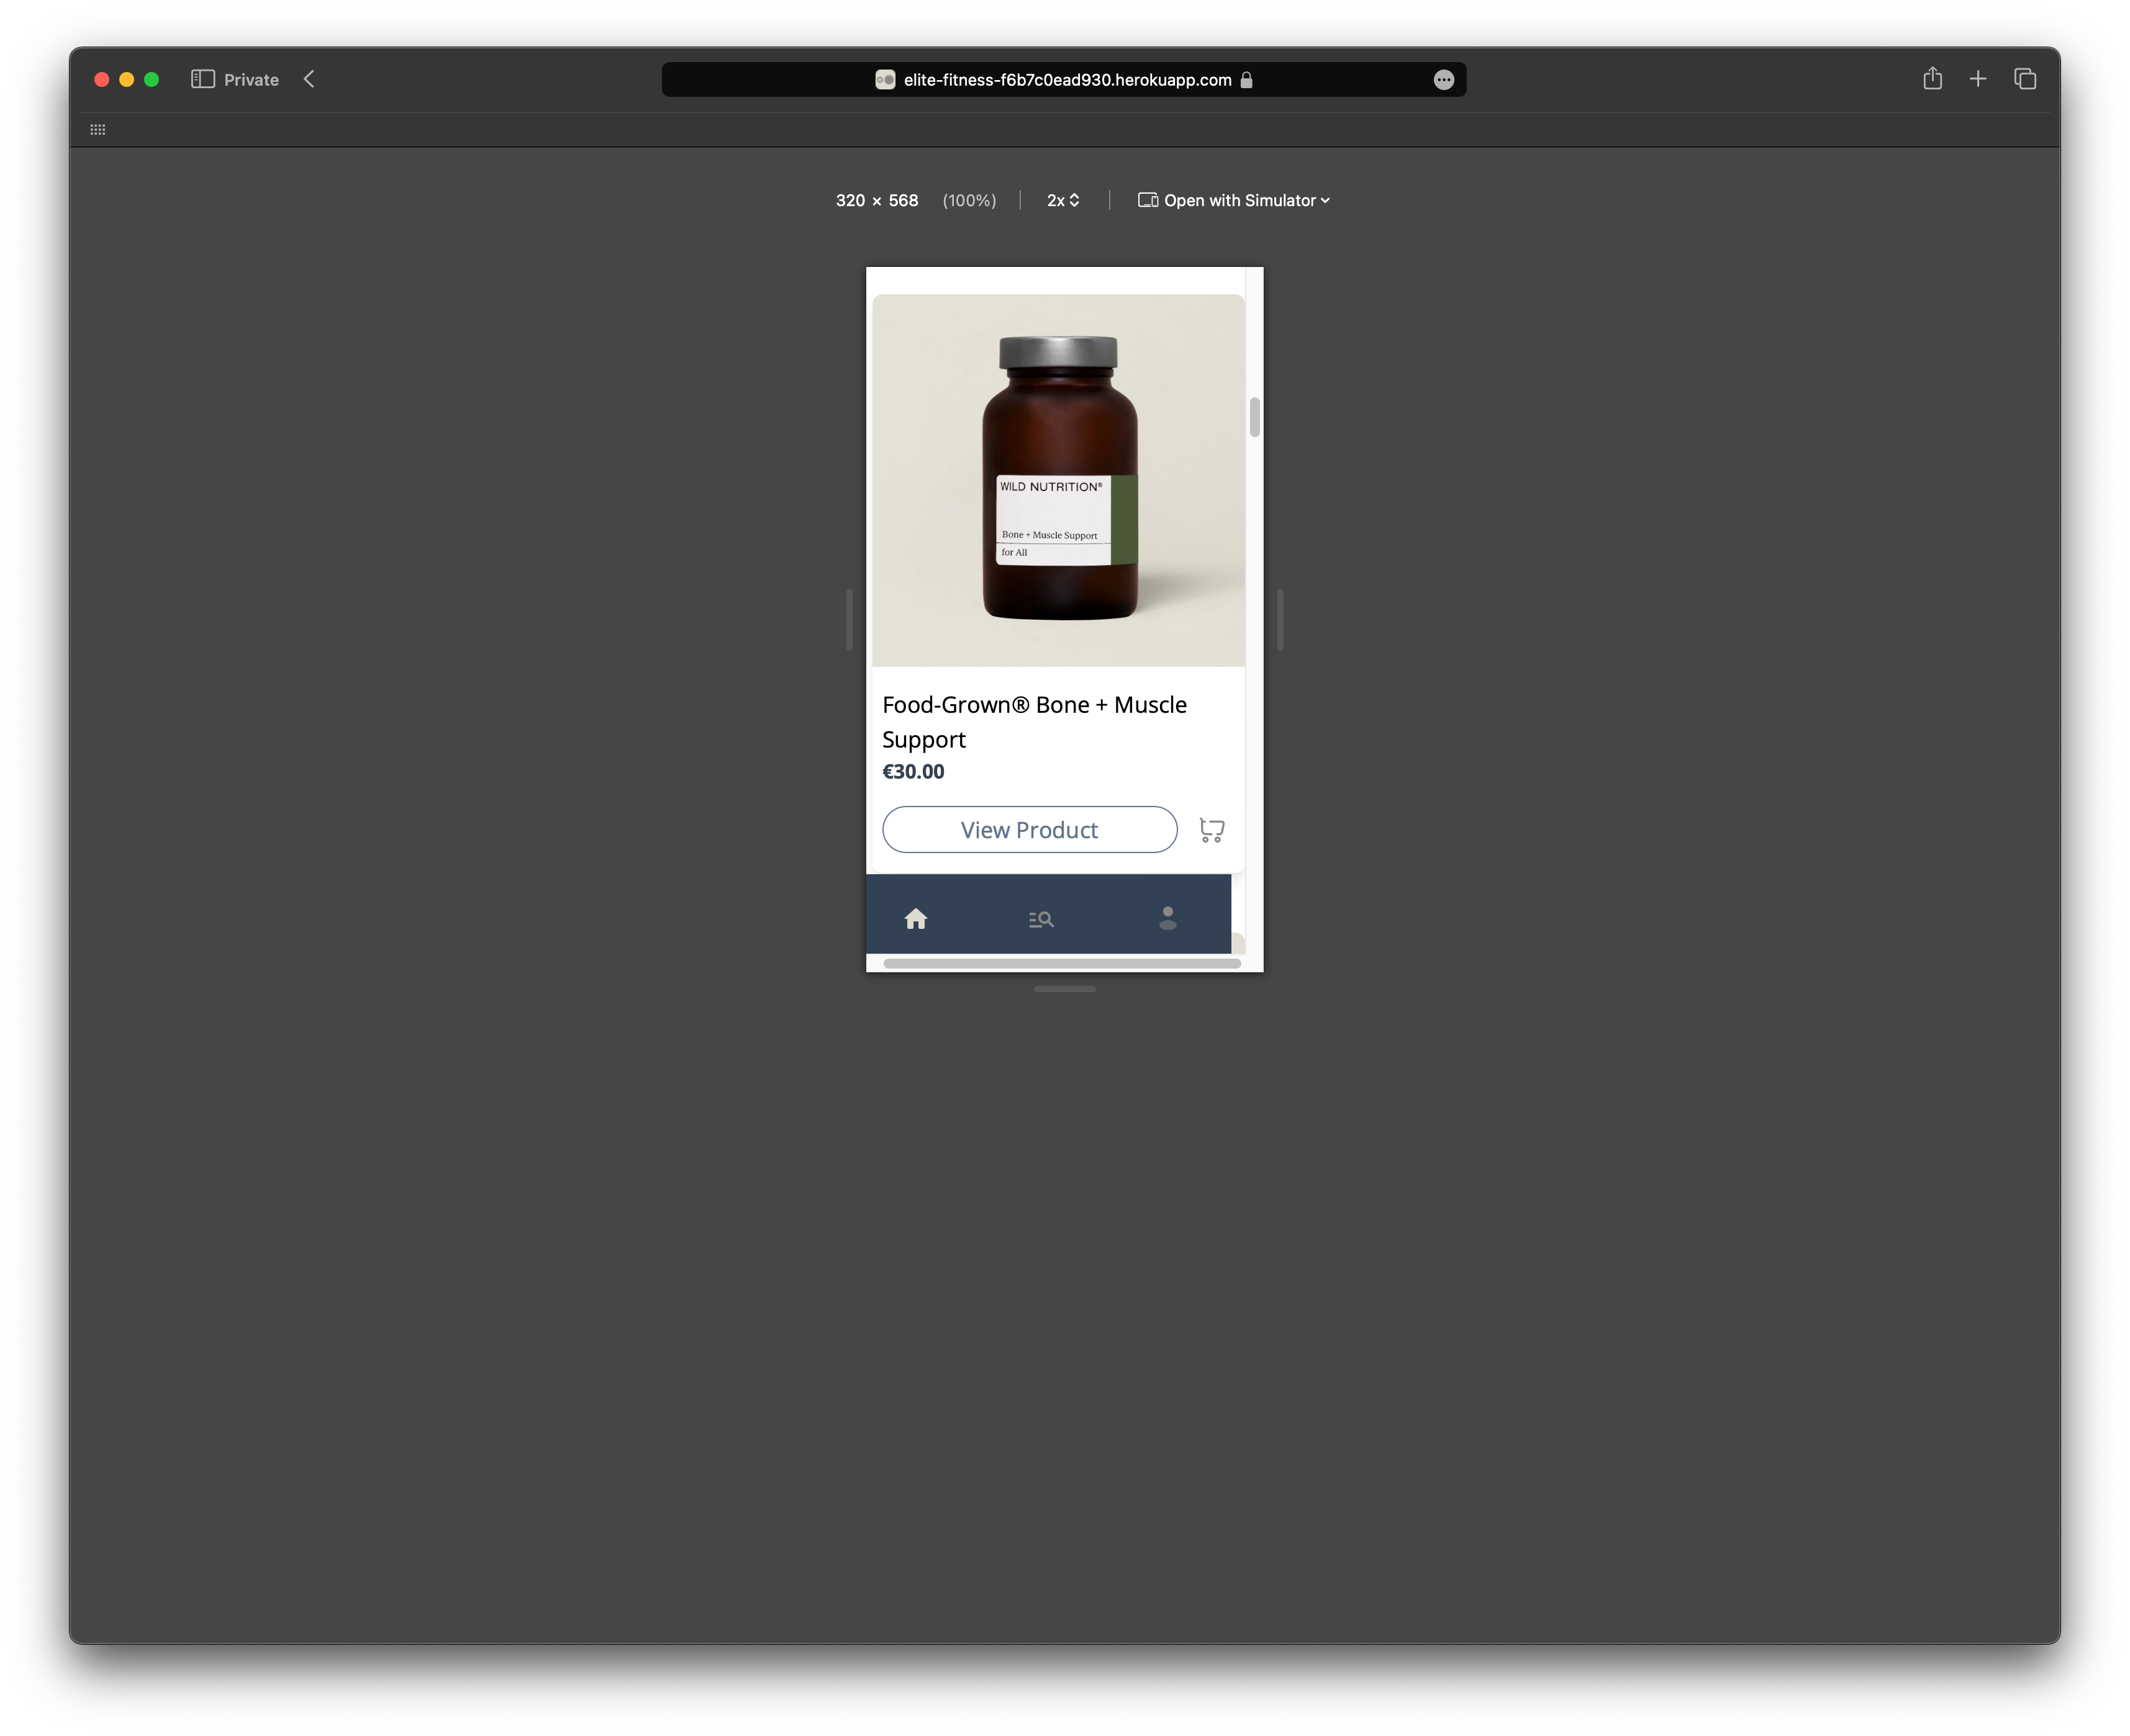 Private
elite-fitness-f6b7c0ead930.herokuapp.com
320 × 568 (100%) 2x Open with Simulator
WILD NUTRITION®
Bone + Muscle Support
for All
Food-Grown® Bone + Muscle
Support
€30.00
View Product